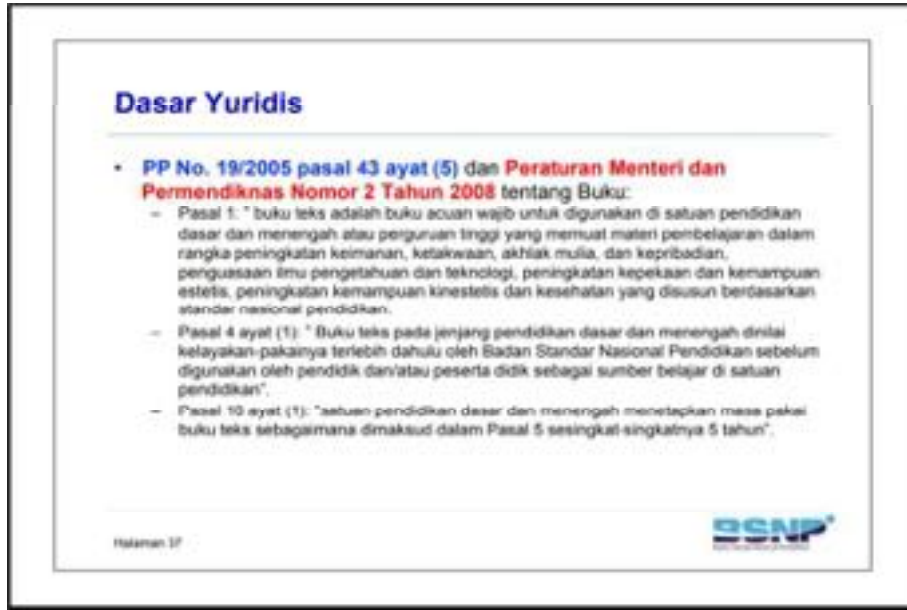 Dasar Yuridis
• PP No. 19/2005 pasal 43 ayat (5) dan Peraturan Menteri dan
Permendiknas Nomor 2 Tahun 2008 tentang Buku:
– Pasal 1: " buku teks adalah buku acuan wajib untuk digunakan di satuan pendidikan
dasar dan menengah atau perguruan tinggi yang memuat materi pembelajaran dalam
rangka peningkatan keimanan, ketakwaan, akhlak mulia, dan kepribadian,
penguasaan ilmu pengetahuan dan teknologi, peningkatan kepekaan dan kemampuan
estetis, peningkatan kemampuan kinestetis dan kesehatan yang disusun berdasarkan
standar nasional pendidikan.
– Pasal 4 ayat (1): " Buku teks pada jenjang pendidikan dasar dan menengah dinilai
kelayakan-pakainya terlebih dahulu oleh Badan Standar Nasional Pendidikan sebelum
digunakan oleh pendidik dan/atau peserta didik sebagai sumber belajar di satuan
pendidikan".
– Pasal 10 ayat (1): "satuan pendidikan dasar dan menengah menetapkan masa pakai
buku teks sebagaimana dimaksud dalam Pasal 5 sesingkat-singkatnya 5 tahun".
BSNP
Halaman 37